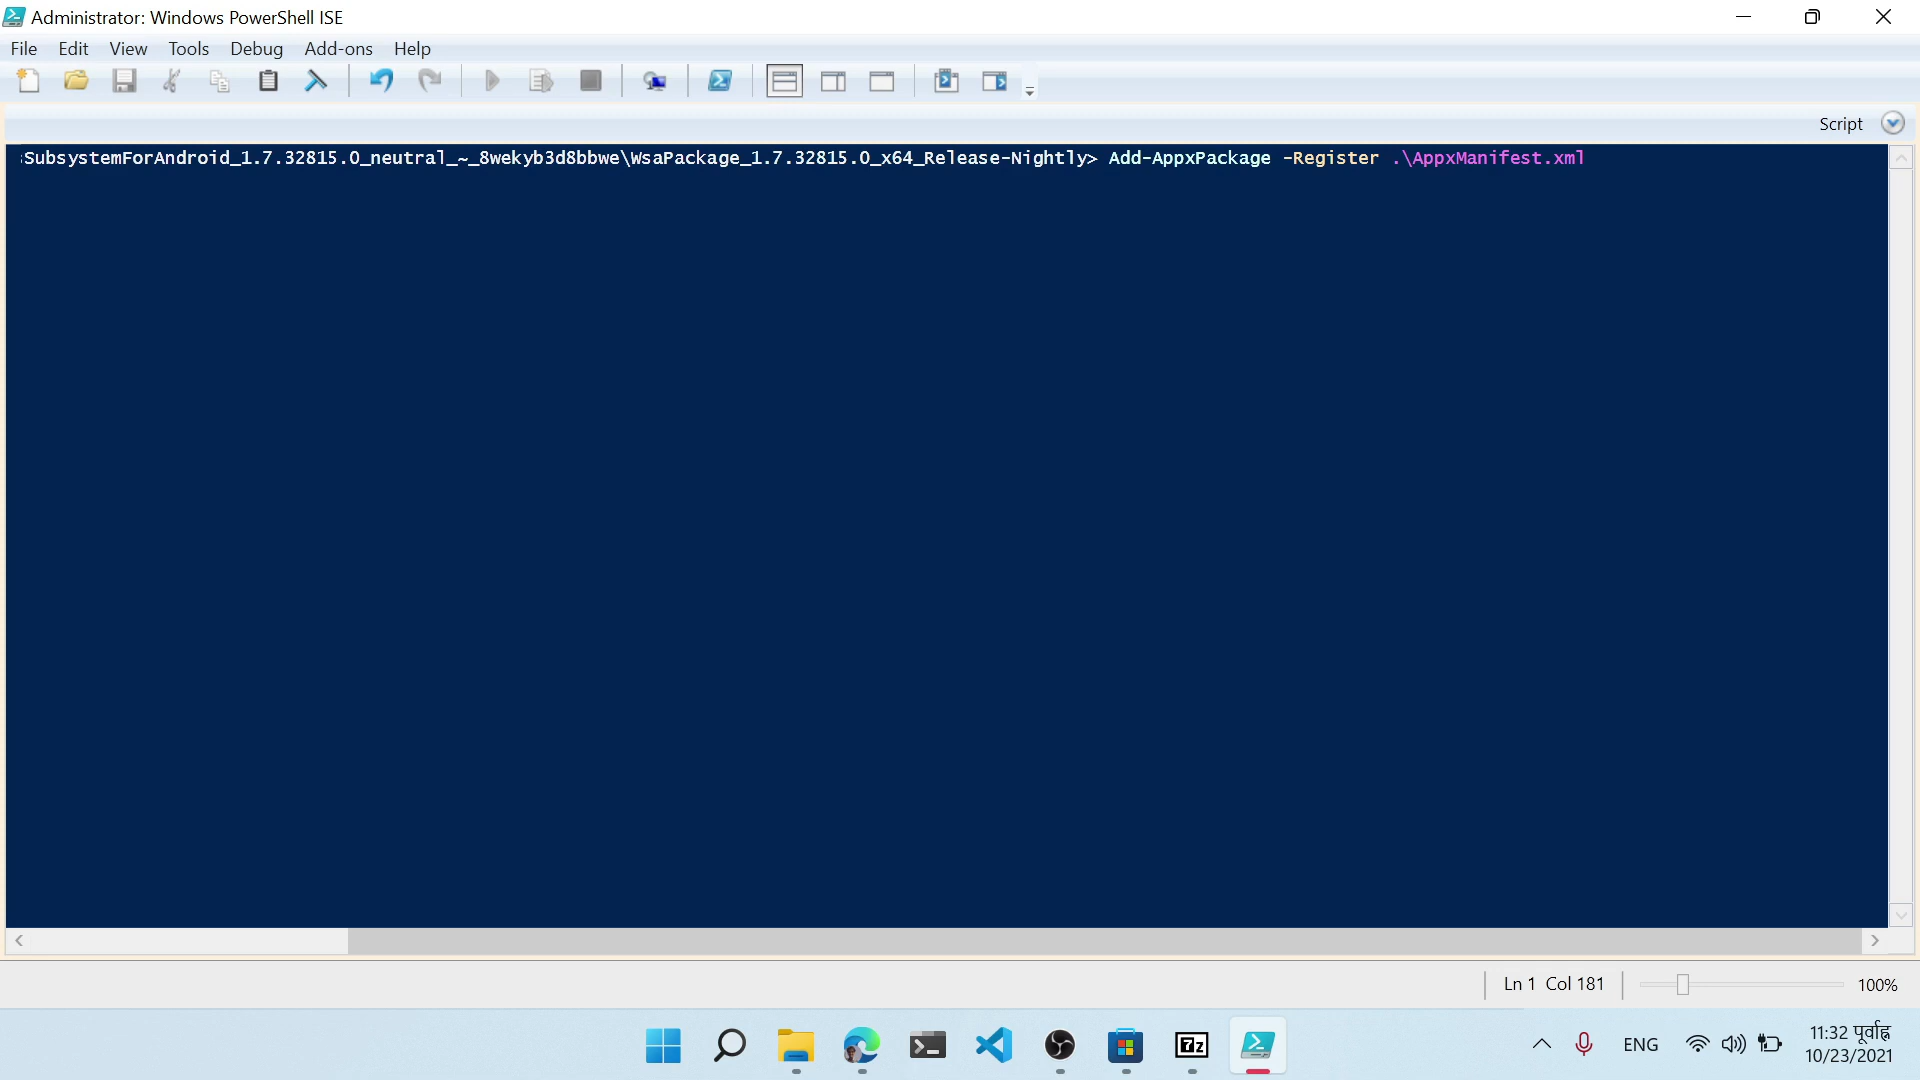 Administrator: Windows PowerShell ISE
File Edit View Tools Debug Add-ons Help
Script
SubsystemForAndroid_1.7.32815.0_neutral_~_8wekyb3d8bbwe\WsaPackage_1.7.32815.0_x64_Release-Nightly> Add-AppxPackage -Register .\AppxManifest.xml
Ln 1 Col 181
100%
7z
ENG
11:32 पूर्वाह्न
10/23/2021